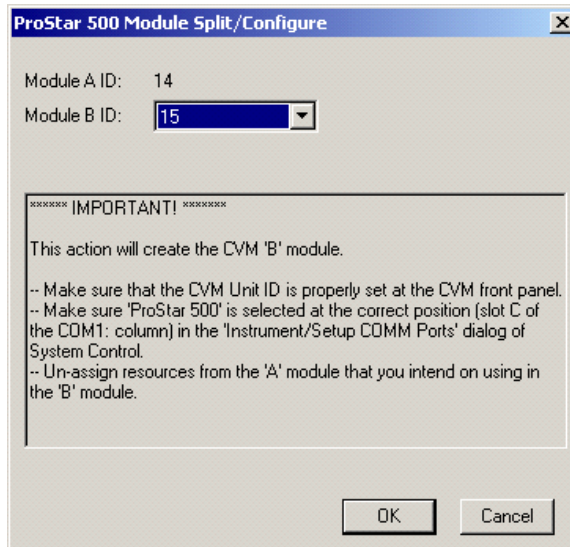 ProStar 500 Module Split/Configure
Module A ID: 14
Module B ID: 15
****** IMPORTANT! *******
This action will create the CVM 'B' module.
-- Make sure that the CVM Unit ID is properly set at the CVM front panel.
-- Make sure 'ProStar 500' is selected at the correct position (slot C of
the COM1: column) in the 'Instrument/Setup COMM Ports' dialog of
System Control.
-- Un-assign resources from the 'A' module that you intend on using in
the 'B' module.
OK Cancel